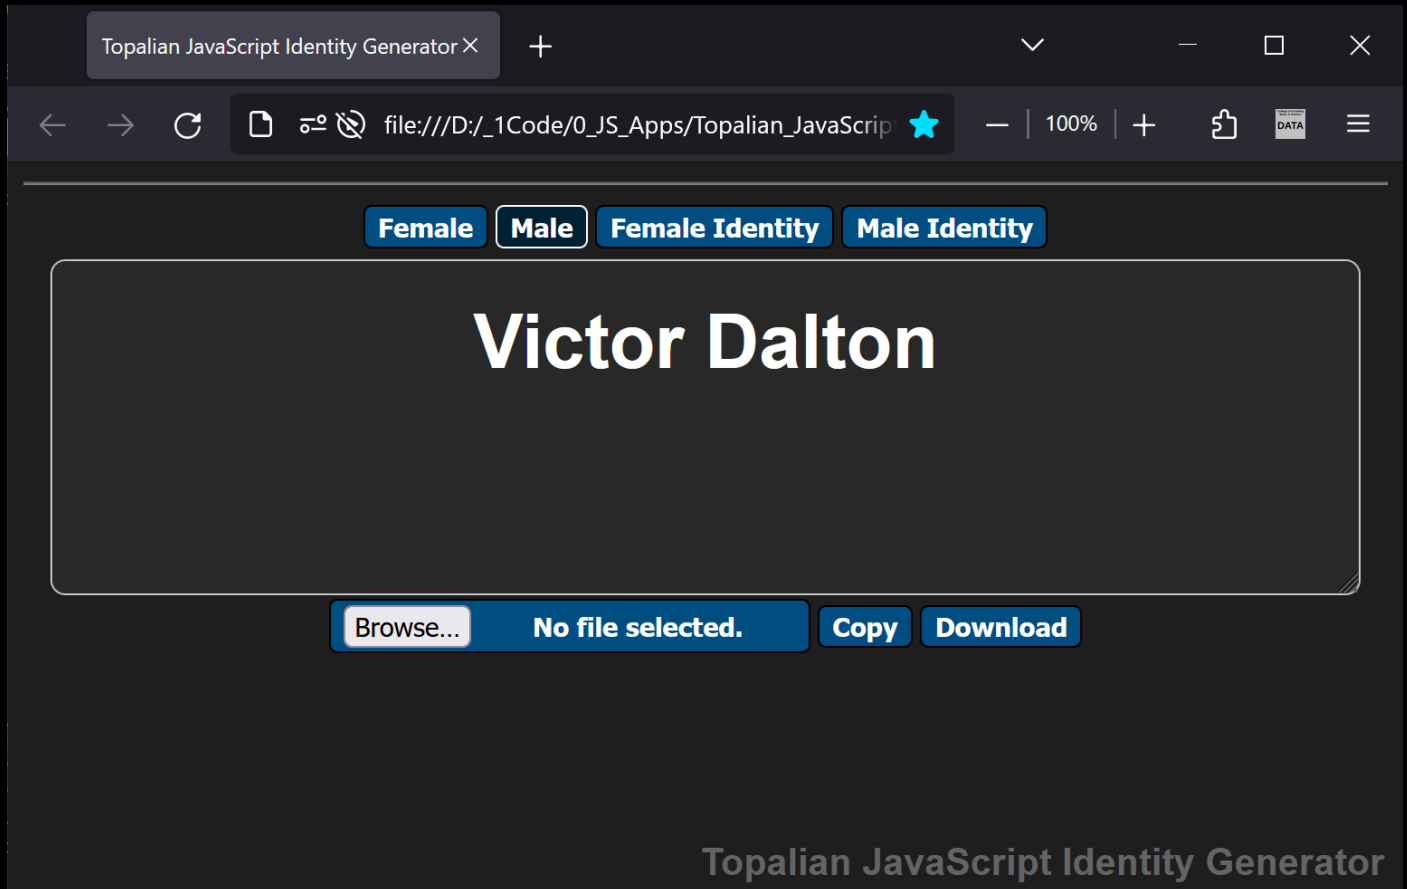 Topalian JavaScript Identity Generator
file:///D:/_1Code/0_JS_Apps/Topalian_JavaScrip
100%
DATA
Female Male Female Identity Male Identity
Victor Dalton
Browse... No file selected. Copy Download
Topalian JavaScript Identity Generator